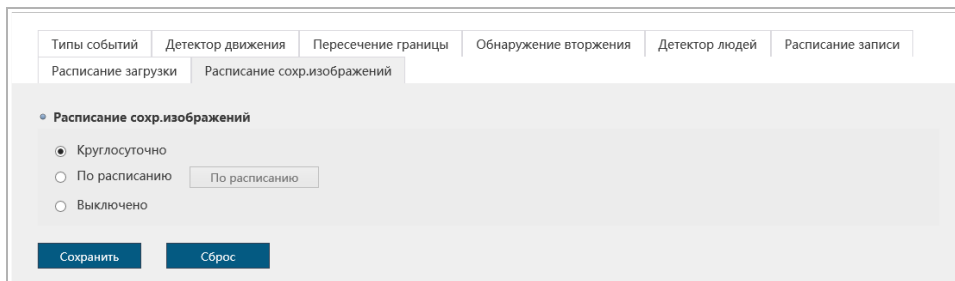 Типы событий Детектор движения Пересечение границы Обнаружение вторжения Детектор людей Расписание записи
Расписание загрузки Расписание сохр.изображений
Расписание сохр.изображений
Круглосуточно
По расписанию По расписанию
Выключено
Сохранить Сброс